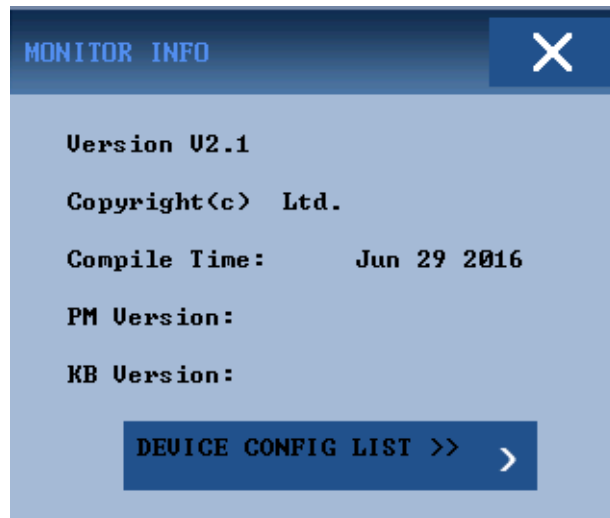 MONITOR INFO
Version V2.1
Copyright(c) Ltd.
Compile Time: Jun 29 2016
PM Version:
KB Version:
DEVICE CONFIG LIST >>